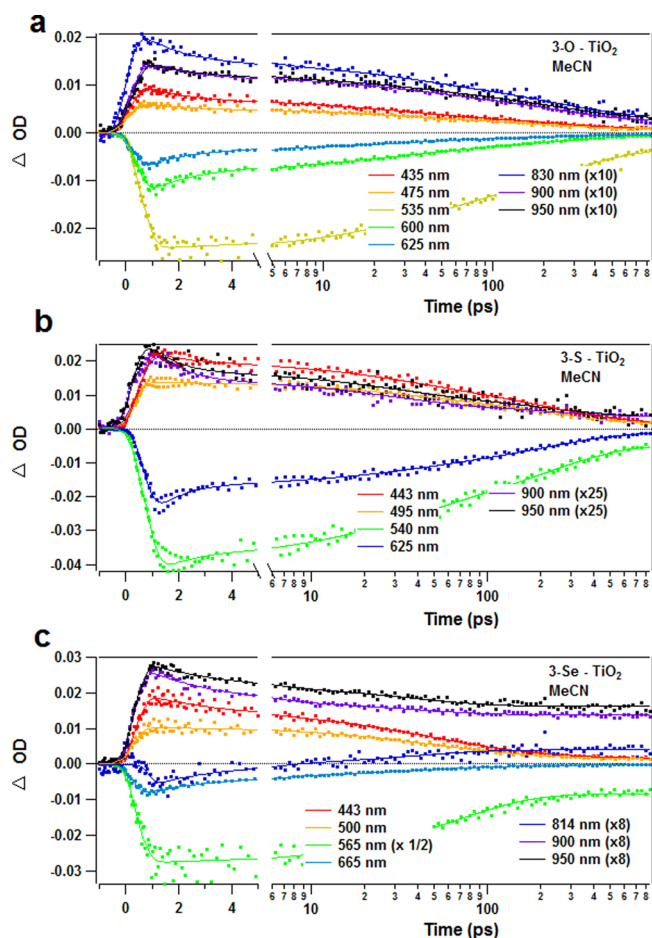 a
3-O - TiO2
MeCN
0.02
0.01
0.00
-0.01
-0.02
Δ OD
435 nm
475 nm
535 nm
600 nm
625 nm
830 nm (x10)
900 nm (x10)
950 nm (x10)
0 2 4 5 6 7 8 9 10 2 3 4 5 6 7 8 9 100 2 3 4 5 6 7 8
Time (ps)
b
3-S - TiO2
MeCN
0.02
0.01
0.00
-0.01
-0.02
-0.03
-0.04
Δ OD
443 nm
495 nm
540 nm
625 nm
900 nm (x25)
950 nm (x25)
0 2 4 6 7 8 9 10 2 3 4 5 6 7 8 9 100 2 3 4 5 6 7 8
Time (ps)
c
3-Se - TiO2
MeCN
0.03
0.02
0.01
0.00
-0.01
-0.02
-0.03
Δ OD
443 nm
500 nm
565 nm (x 1/2)
665 nm
814 nm (x8)
900 nm (x8)
950 nm (x8)
0 2 4 6 7 8 9 10 2 3 4 5 6 7 8 9 100 2 3 4 5 6 7 8
Time (ps)